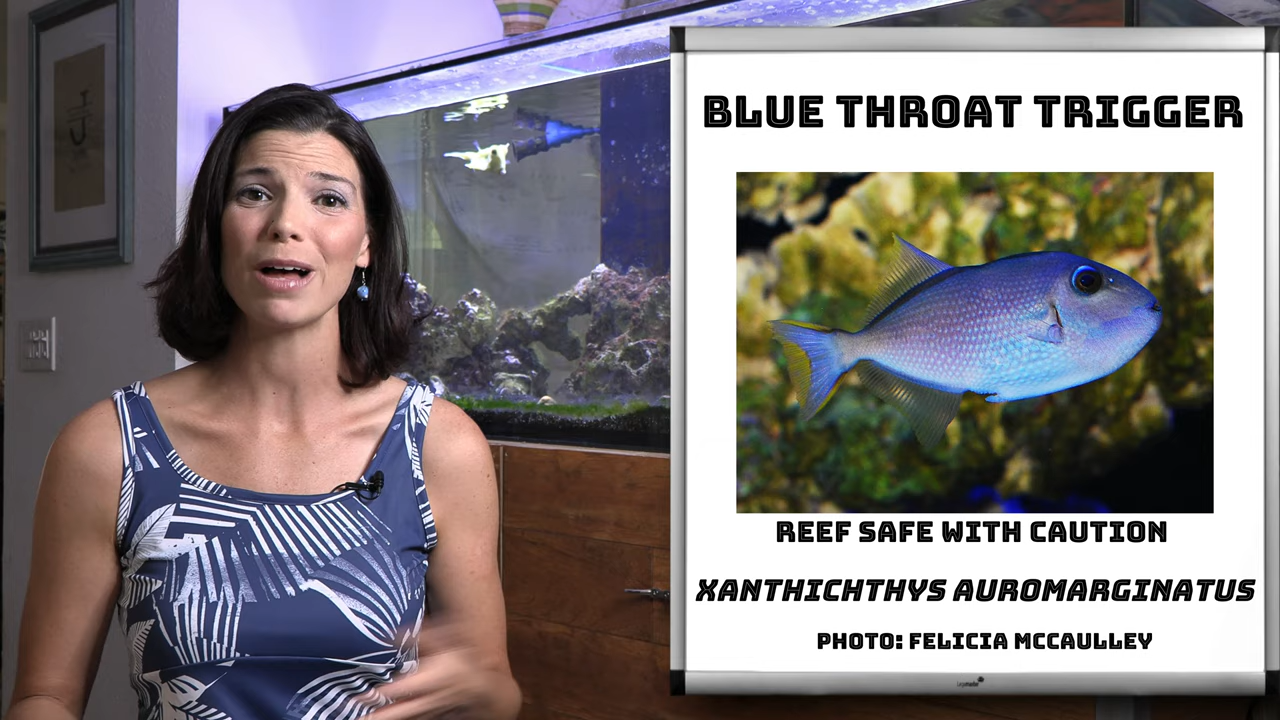 BLUE THROAT TRIGGER
REEF SAFE WITH CAUTION
XANTHICHTHYS AUROMARGINATUS
PHOTO: FELICIA MCCAULLEY